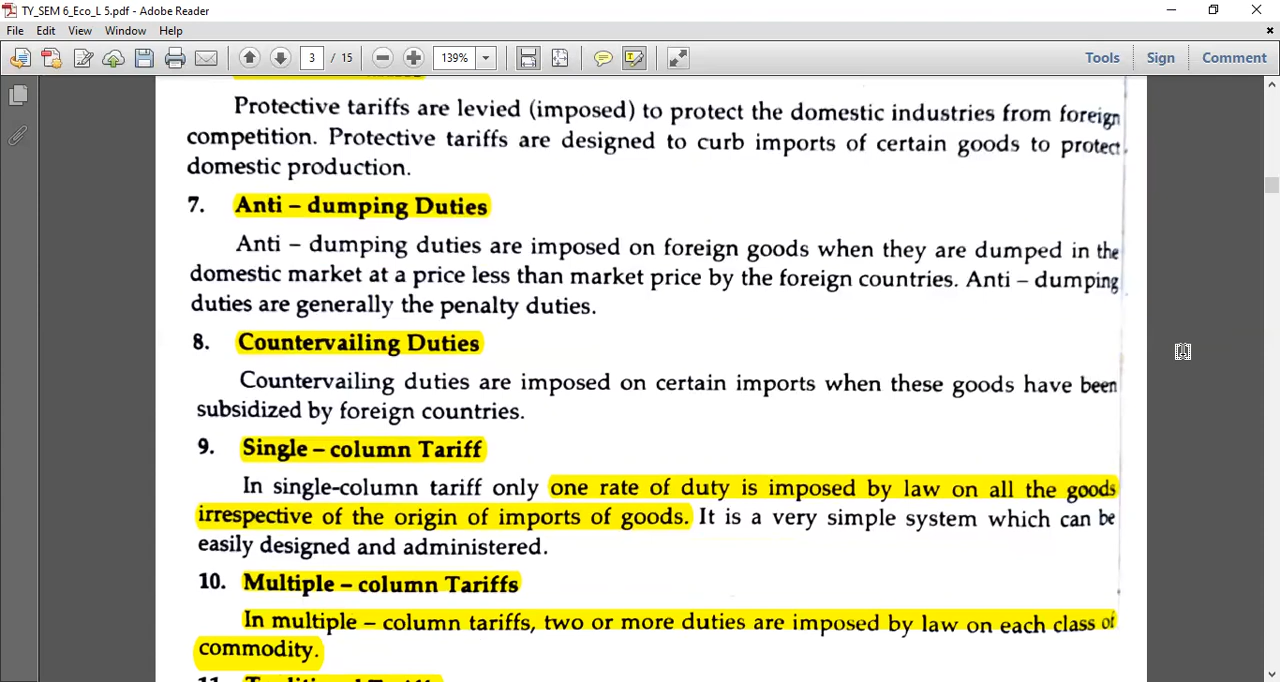 TY_SEM 6_Eco_L 5.pdf - Adobe Reader
File Edit View Window Help
3 / 15 139% Tools Sign Comment
Protective tariffs are levied (imposed) to protect the domestic industries from foreign
competition. Protective tariffs are designed to curb imports of certain goods to protect
domestic production.
7. Anti – dumping Duties
Anti – dumping duties are imposed on foreign goods when they are dumped in the
domestic market at a price less than market price by the foreign countries. Anti – dumping
duties are generally the penalty duties.
8. Countervailing Duties
Countervailing duties are imposed on certain imports when these goods have been
subsidized by foreign countries.
9. Single – column Tariff
In single-column tariff only one rate of duty is imposed by law on all the goods
irrespective of the origin of imports of goods. It is a very simple system which can be
easily designed and administered.
10. Multiple – column Tariffs
In multiple – column tariffs, two or more duties are imposed by law on each class of
commodity.